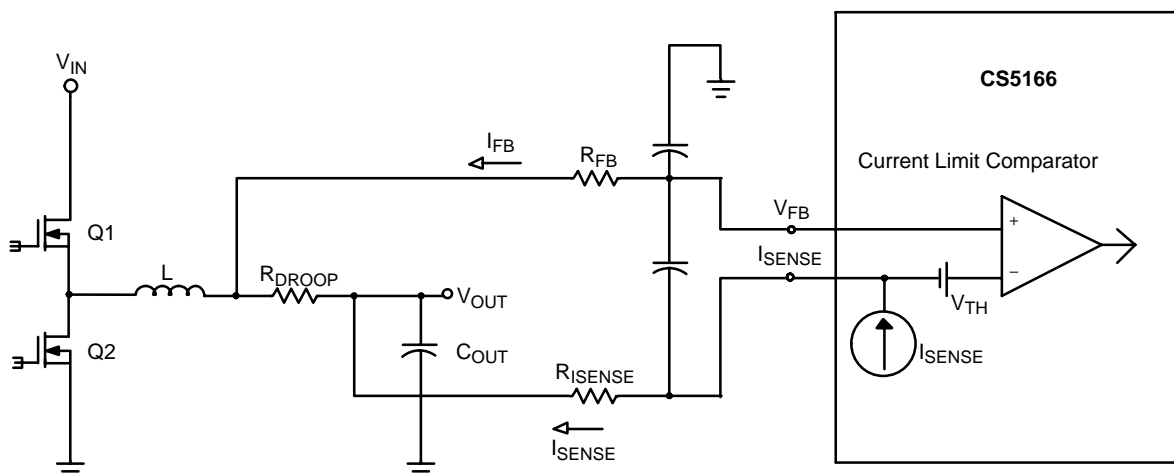 CS5166
V_IN
I_FB
R_FB
Current Limit Comparator
V_FB
+
Q1
I_SENSE
L
R_DROOP
V_OUT
−
V_TH
Q2
C_OUT
I_SENSE
R_ISENSE
I_SENSE